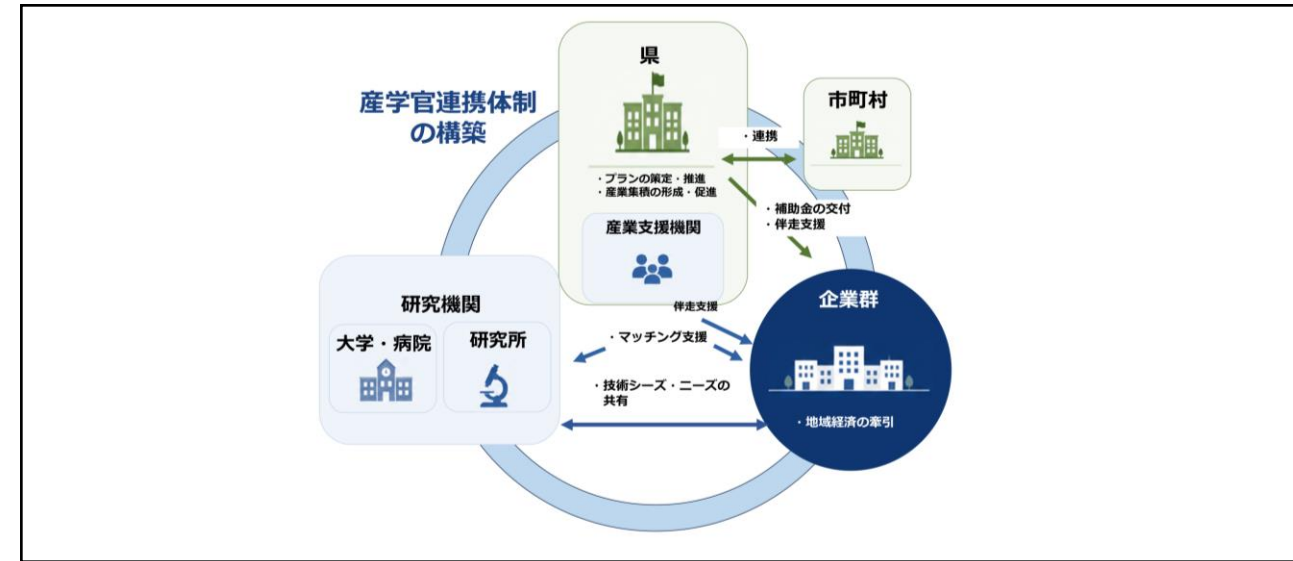 産学官連携体制
の構築
県
・プランの策定・推進
・産業集積の形成・促進
産業支援機関
市町村
・連携
・補助金の交付
・伴走支援
研究機関
大学・病院
研究所
伴走支援
・マッチング支援
・技術シーズ・ニーズの
共有
企業群
・地域経済の牽引